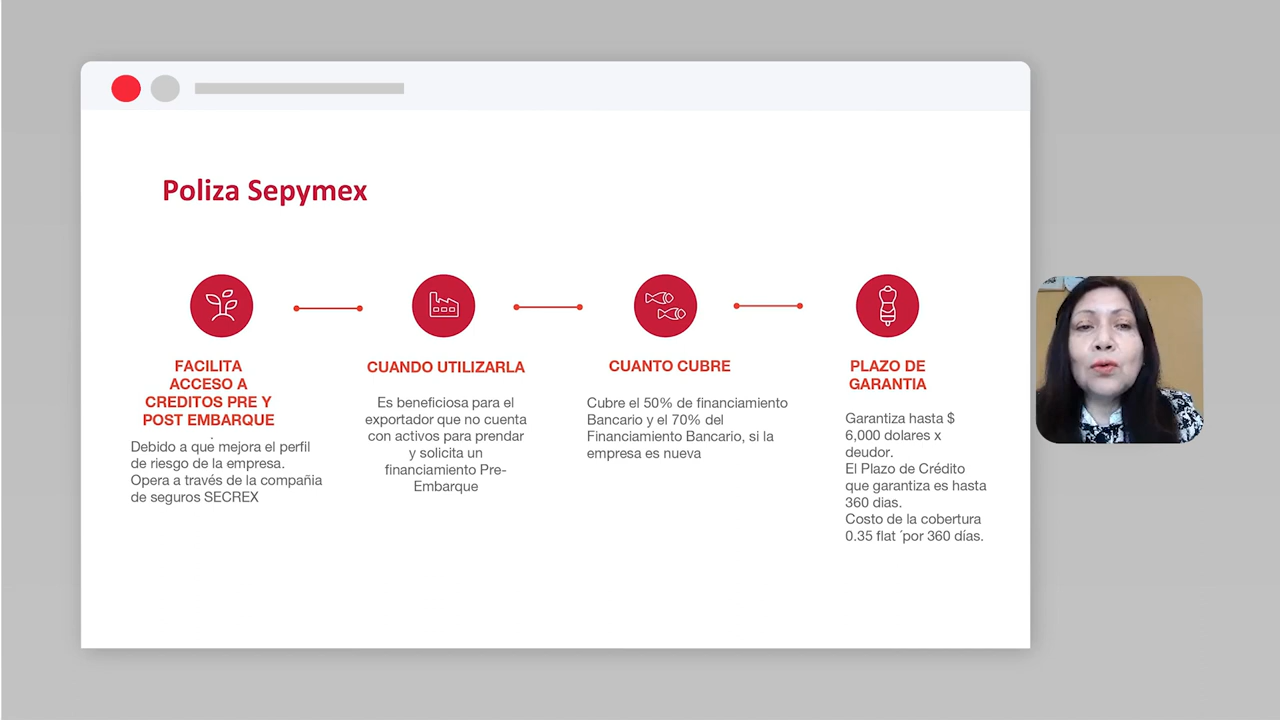 Poliza Sepymex
FACILITA
ACCESO A
CREDITOS PRE Y
POST EMBARQUE
.
Debido a que mejora el perfil
de riesgo de la empresa.
Opera a través de la compañia
de seguros SECREX
CUANDO UTILIZARLA
Es beneficiosa para el
exportador que no cuenta
con activos para prendar
y solicita un
financiamiento Pre-
Embarque
CUANTO CUBRE
Cubre el 50% de financiamiento
Bancario y el 70% del
Financiamiento Bancario, si la
empresa es nueva
PLAZO DE
GARANTIA
Garantiza hasta $
6,000 dolares x
deudor.
El Plazo de Crédito
que garantiza es hasta
360 dias.
Costo de la cobertura
0.35 flat ´por 360 días.